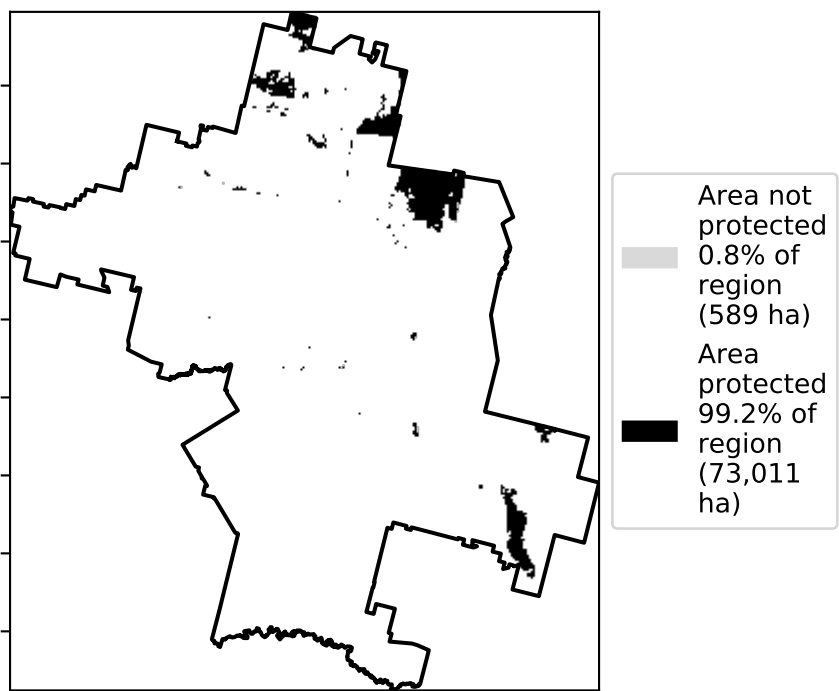 Area not
protected
0.8% of
region
(589 ha)
Area
protected
99.2% of
region
(73,011
ha)